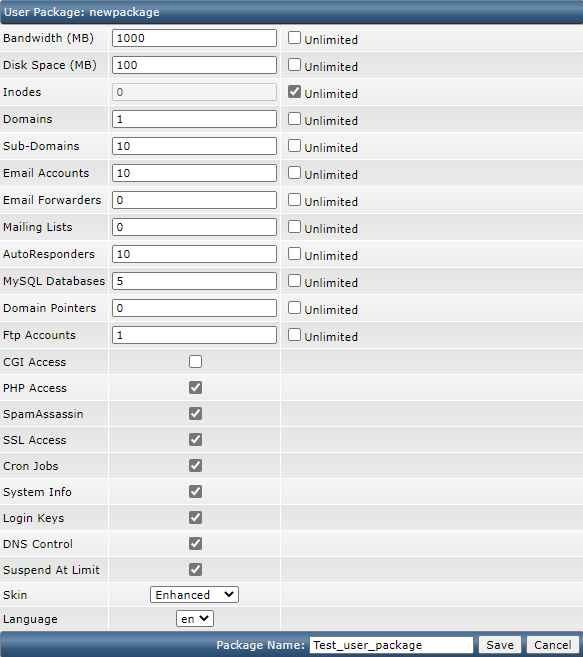 User Package: newpackage
Bandwidth (MB) 1000 Unlimited
Disk Space (MB) 100 Unlimited
Inodes 0 Unlimited
Domains 1 Unlimited
Sub-Domains 10 Unlimited
Email Accounts 10 Unlimited
Email Forwarders 0 Unlimited
Mailing Lists 0 Unlimited
AutoResponders 10 Unlimited
MySQL Databases 5 Unlimited
Domain Pointers 0 Unlimited
Ftp Accounts 1 Unlimited
CGI Access
PHP Access
SpamAssassin
SSL Access
Cron Jobs
System Info
Login Keys
DNS Control
Suspend At Limit
Skin Enhanced
Language en
Package Name: Test_user_package Save Cancel